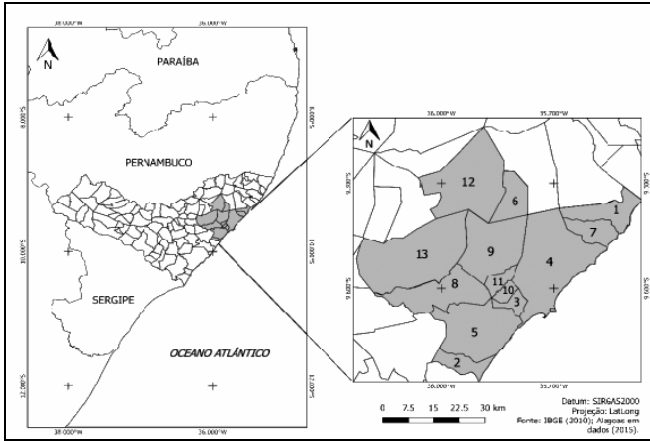 38.000°W 36.000°W
N
PARAÍBA
8.000°S
8.000°S
PERNAMBUCO
10.000°S
10.000°S
SERGIPE
OCEANO ATLÂNTICO
12.000°S
12.000°S
38.000°W 36.000°W
36.000°W 35.700°W
N
12
6
1
7
9.300°S
9.300°S
13
9
4
11
8
10
3
9.600°S
9.600°S
5
2
36.000°W 35.700°W
0 7.5 15 22.5 30 km
Datum: SIRGAS2000
Projeção: LatLong
Fonte: IBGE (2010); Alagoas em
dados (2015).